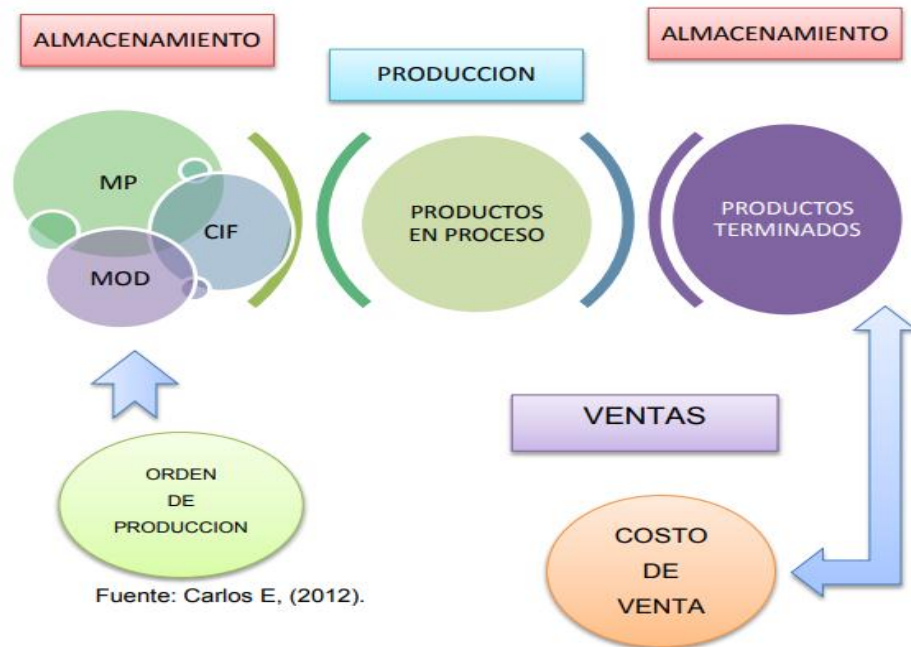 ALMACENAMIENTO
PRODUCCION
ALMACENAMIENTO
MP
CIF
MOD
PRODUCTOS
EN PROCESO
PRODUCTOS
TERMINADOS
VENTAS
ORDEN
DE
PRODUCCION
COSTO
DE
VENTA
Fuente: Carlos E, (2012).